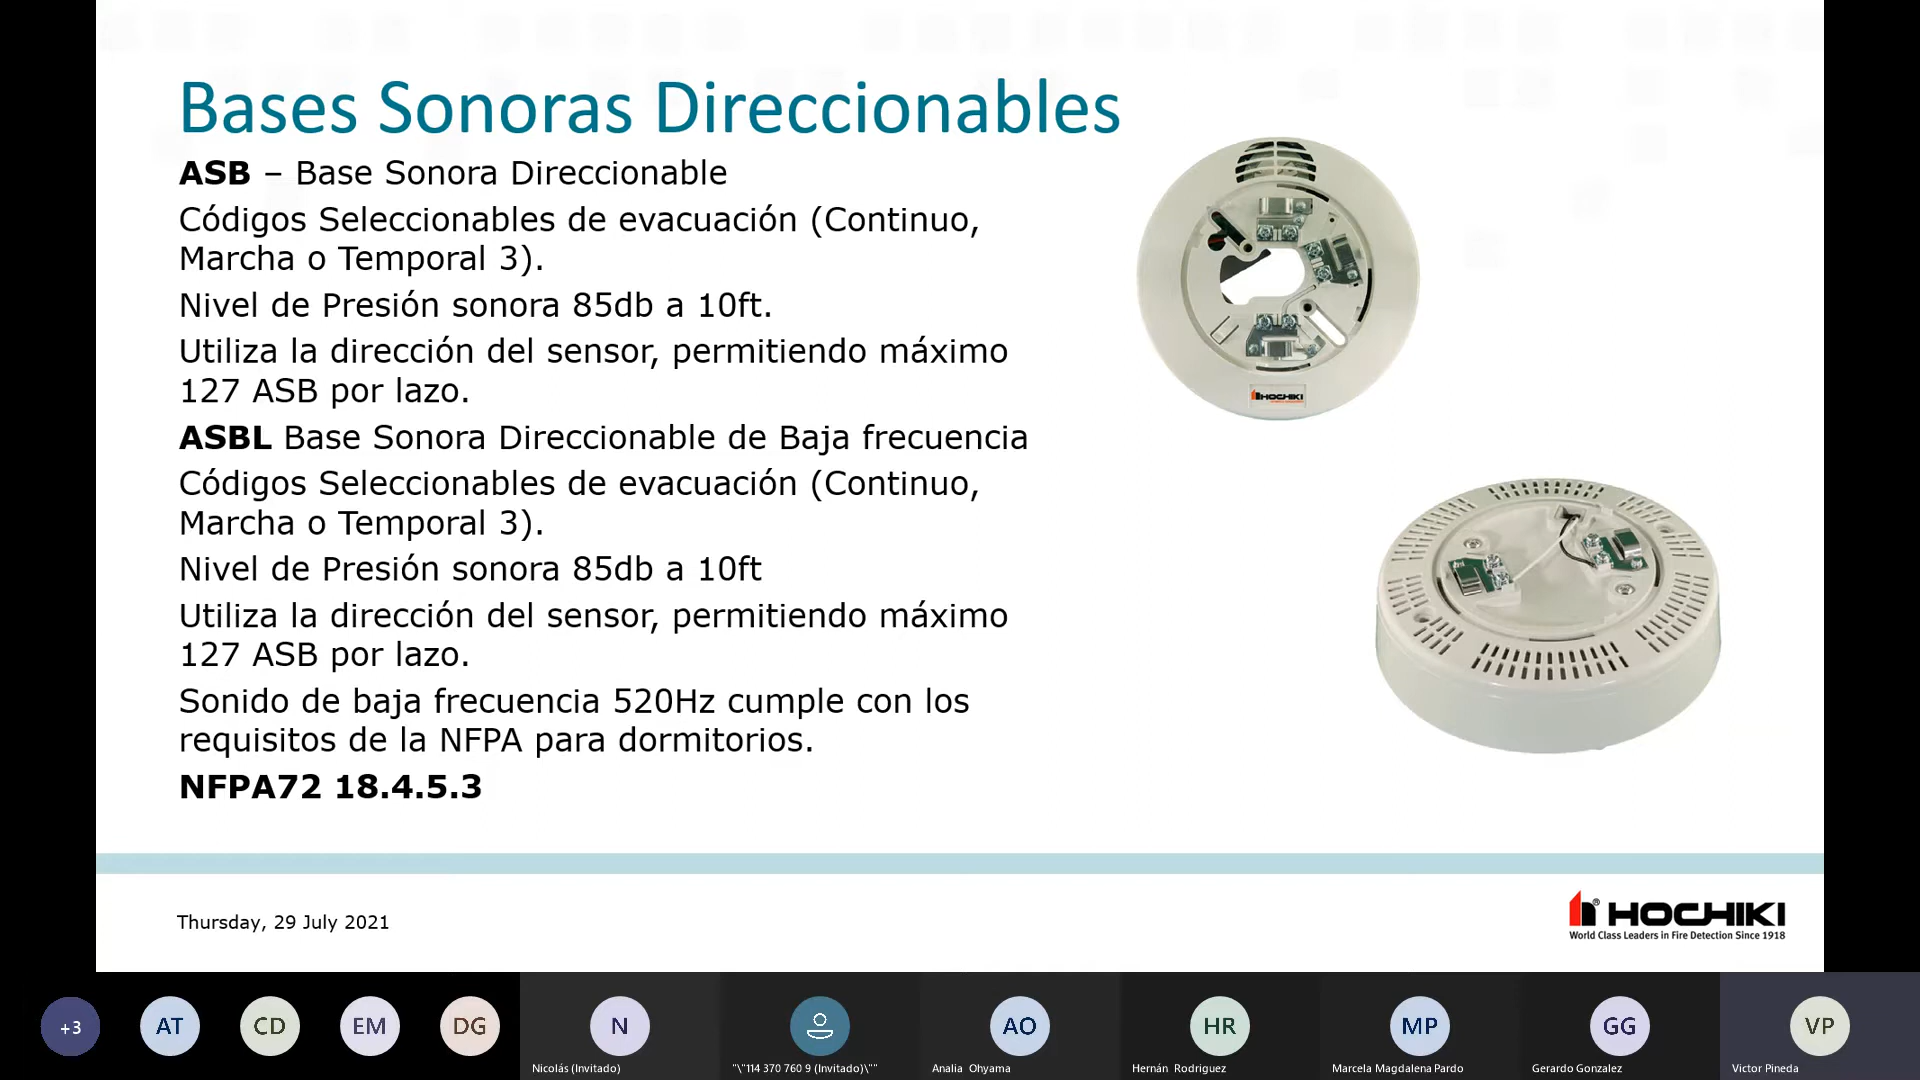 Bases Sonoras Direccionables
ASB – Base Sonora Direccionable
Códigos Seleccionables de evacuación (Continuo,
Marcha o Temporal 3).
Nivel de Presión sonora 85db a 10ft.
Utiliza la dirección del sensor, permitiendo máximo
127 ASB por lazo.
ASBL Base Sonora Direccionable de Baja frecuencia
Códigos Seleccionables de evacuación (Continuo,
Marcha o Temporal 3).
Nivel de Presión sonora 85db a 10ft
Utiliza la dirección del sensor, permitiendo máximo
127 ASB por lazo.
Sonido de baja frecuencia 520Hz cumple con los
requisitos de la NFPA para dormitorios.
NFPA72 18.4.5.3
HOCHIKI
Thursday, 29 July 2021
® HOCHIKI
World Class Leaders in Fire Detection Since 1918
+3
AT
CD
EM
DG
N
AO
HR
MP
GG
VP
Nicolás (Invitado)
"\"114 370 760 9 (Invitado)\""
Analia Ohyama
Hernán Rodriguez
Marcela Magdalena Pardo
Gerardo Gonzalez
Victor Pineda